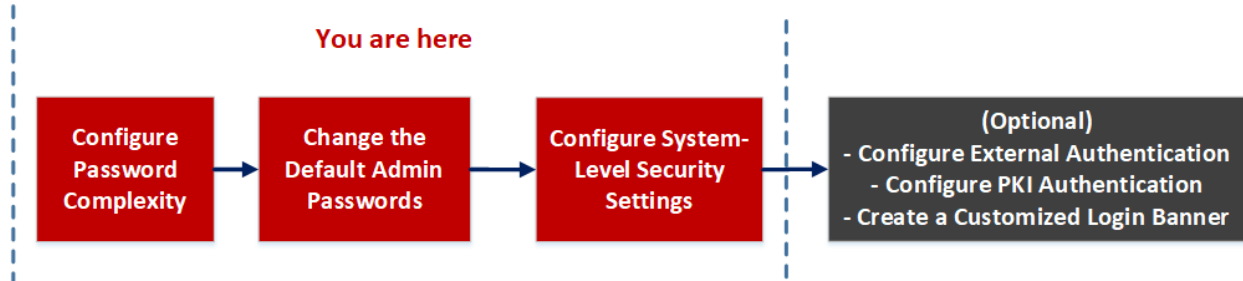 You are here
Configure
Password
Complexity
Change the
Default Admin
Passwords
Configure System-
Level Security
Settings
(Optional)
- Configure External Authentication
- Configure PKI Authentication
- Create a Customized Login Banner